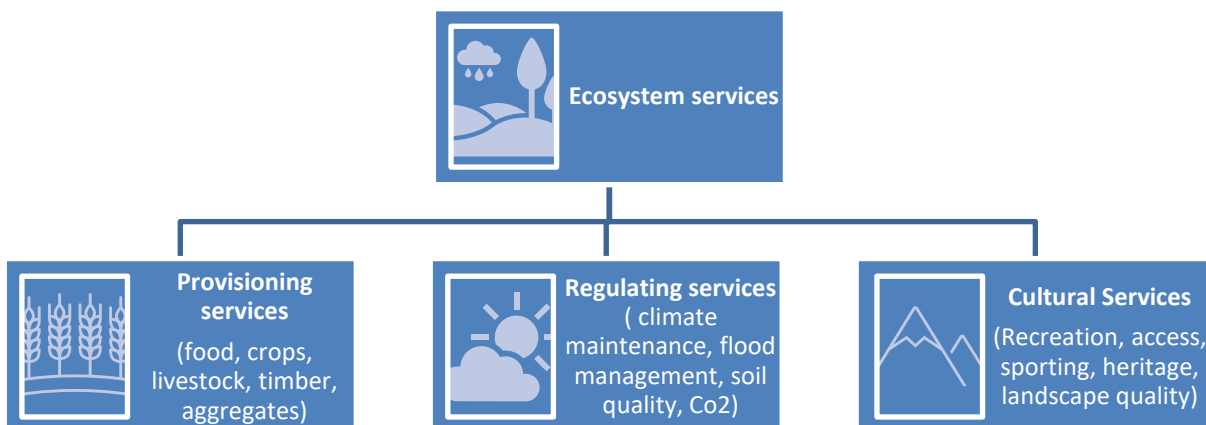 Ecosystem services
Provisioning
services
(food, crops,
livestock, timber,
aggregates)
Regulating services
( climate
maintenance, flood
management, soil
quality, Co2)
Cultural Services
(Recreation, access,
sporting, heritage,
landscape quality)